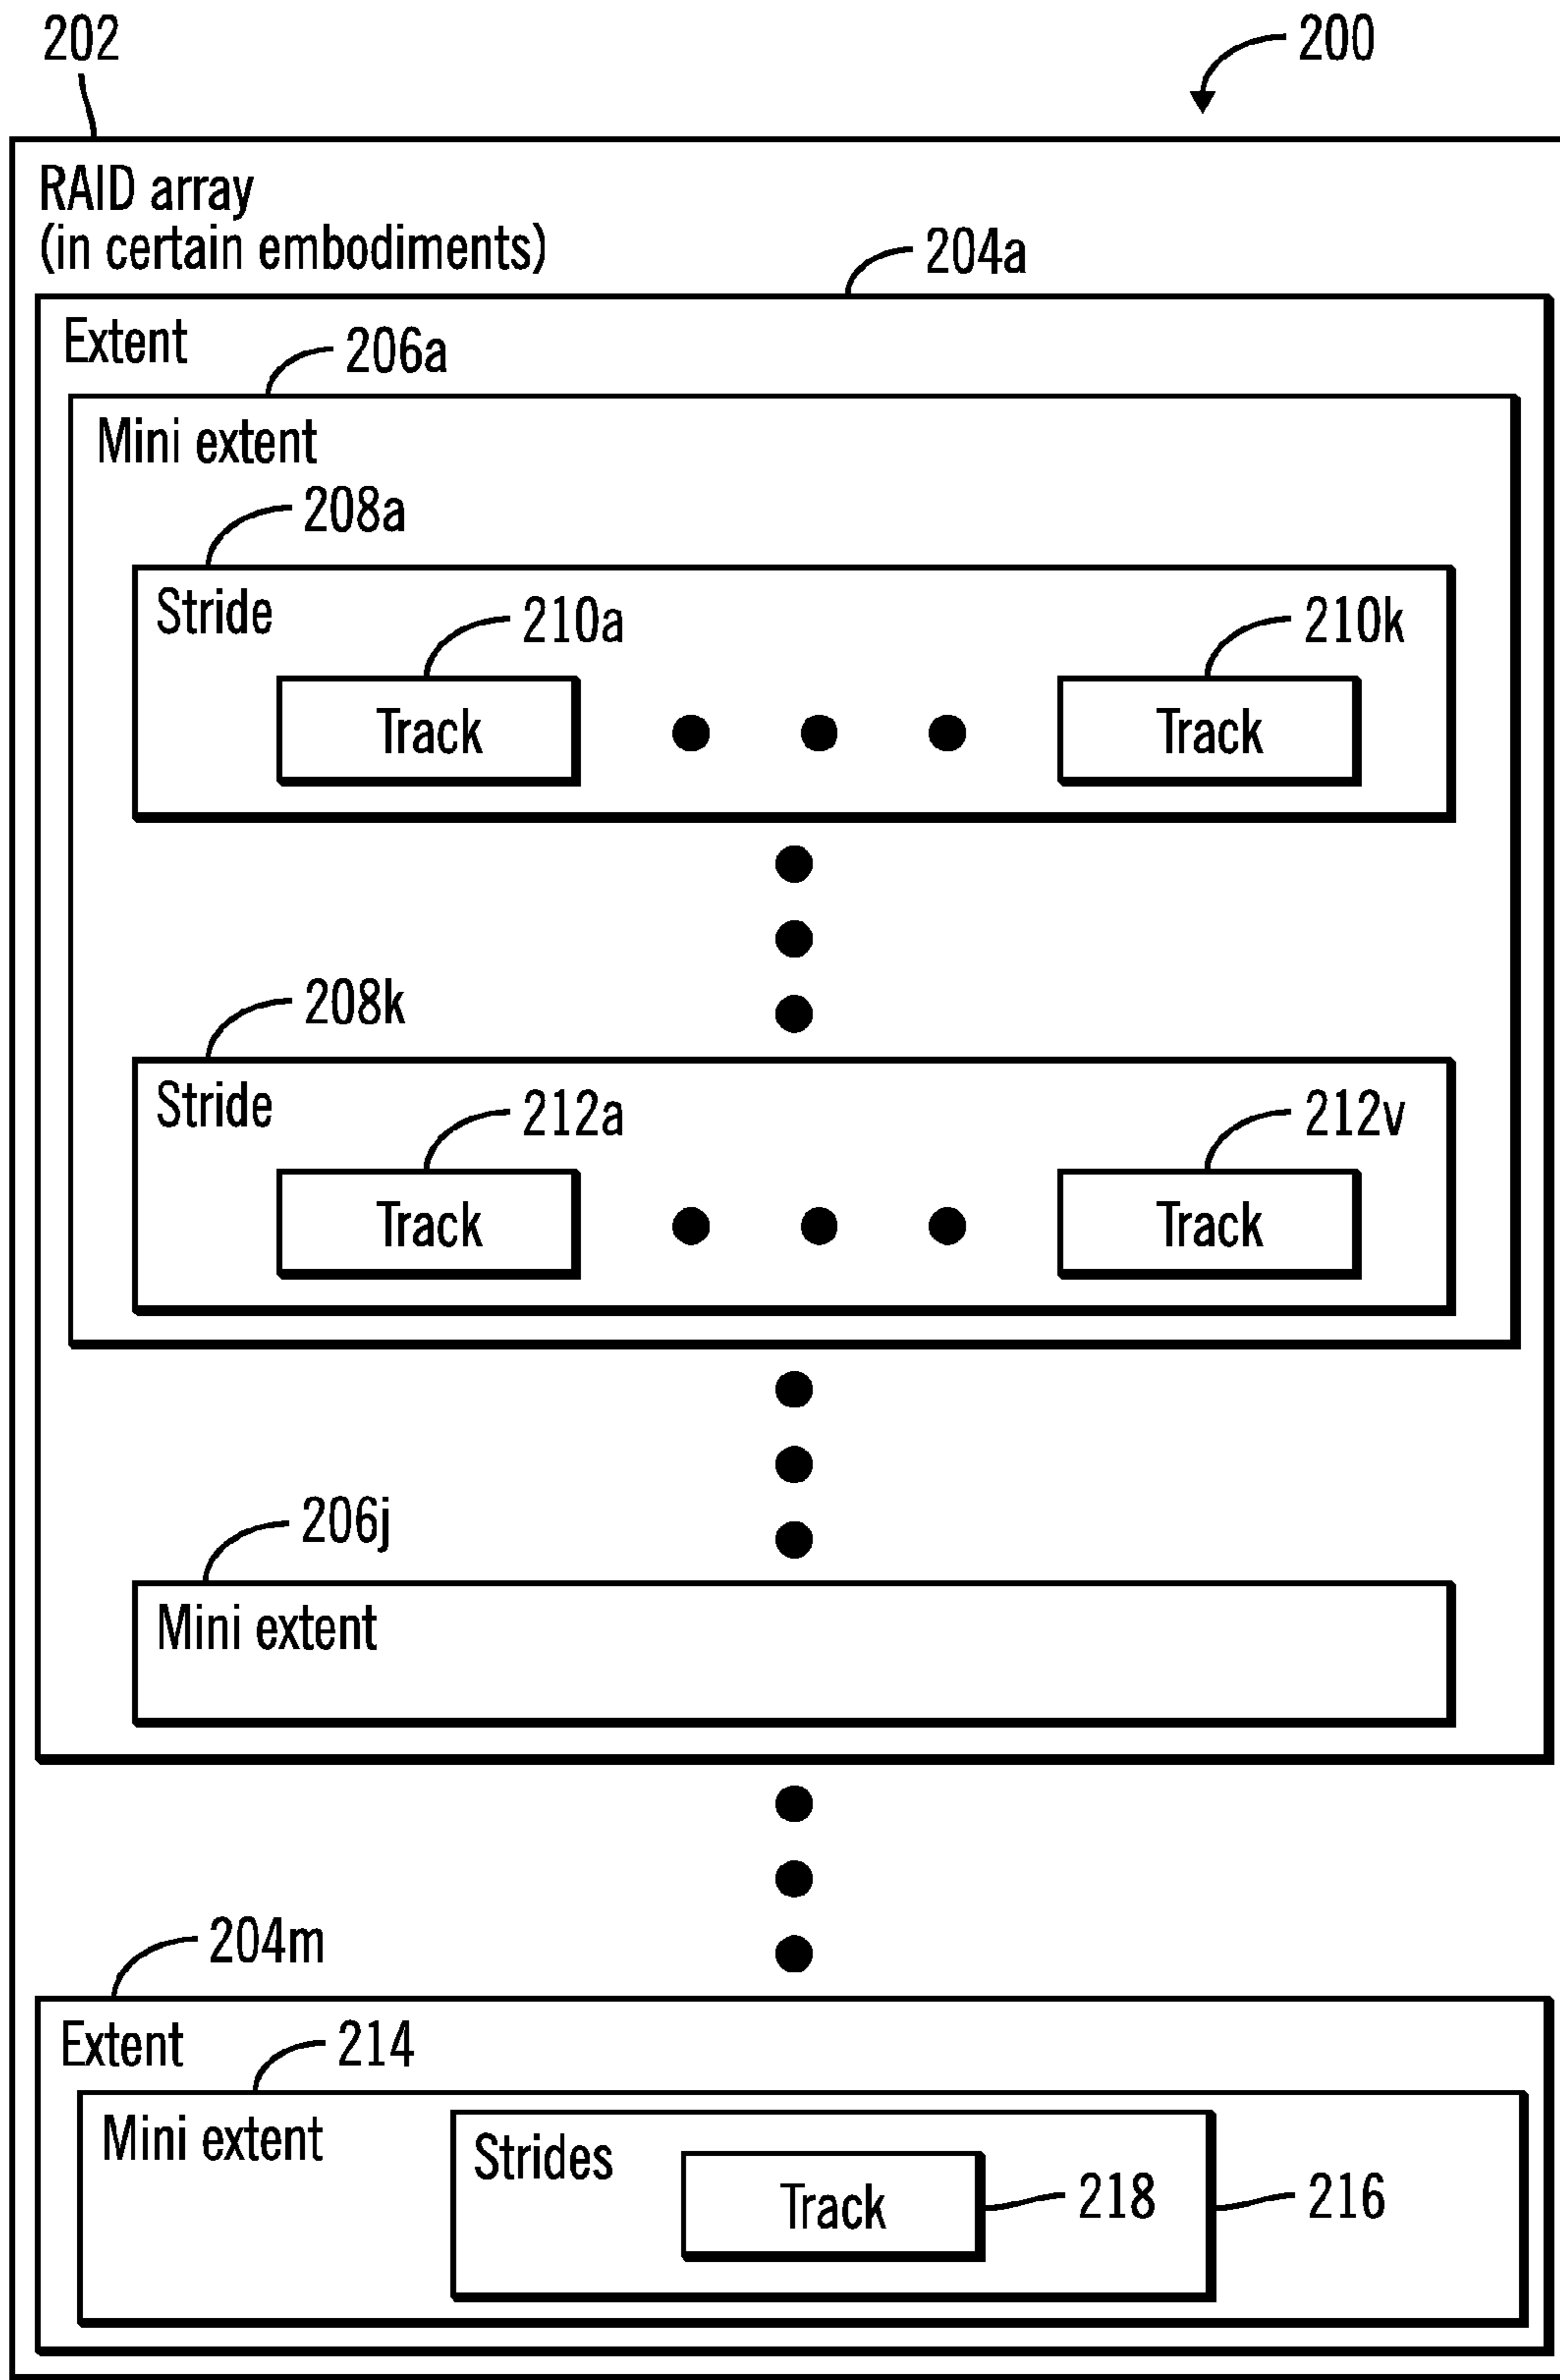 202
200
RAID array
(in certain embodiments)
204a
Extent
206a
Mini extent
208a
Stride
210a
210k
Track
Track
208k
Stride
212a
212v
Track
Track
206j
Mini extent
204m
Extent
214
Mini extent
Strides
Track
218
216